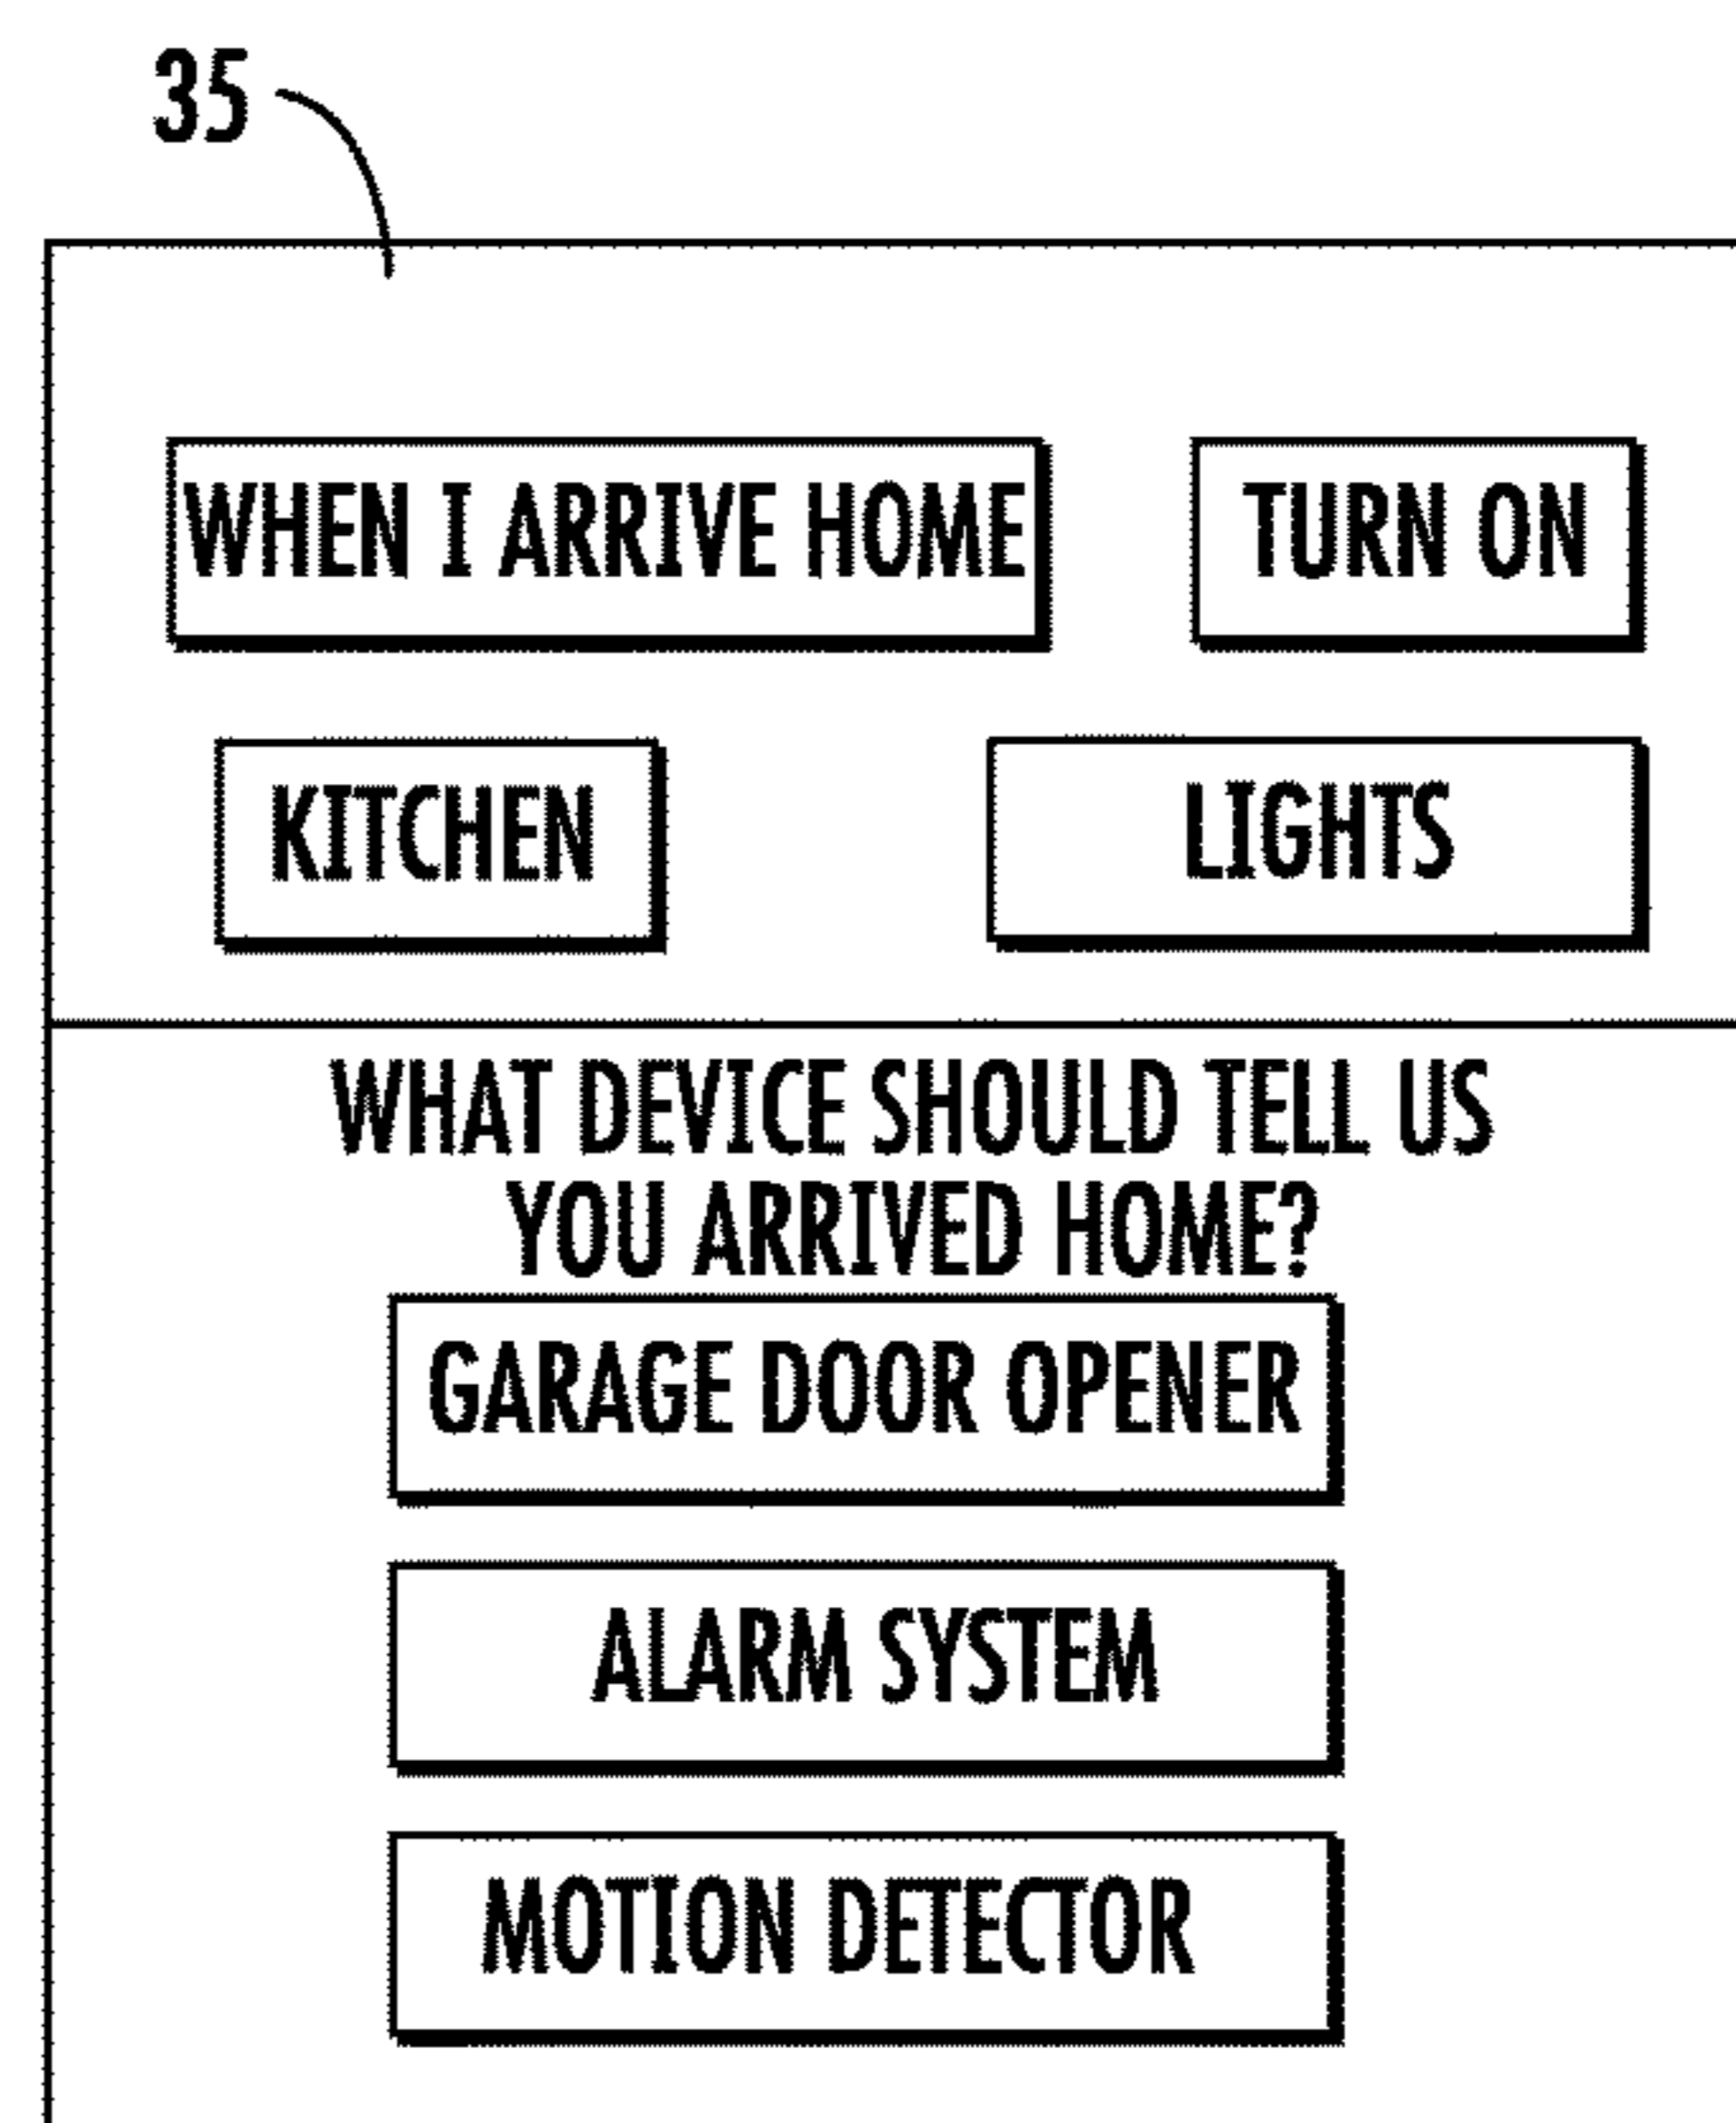 35
WHEN I ARRIVE HOME TURN ON
KITCHEN LIGHTS
WHAT DEVICE SHOULD TELL US
YOU ARRIVED HOME?
GARAGE DOOR OPENER
ALARM SYSTEM
MOTION DETECTOR